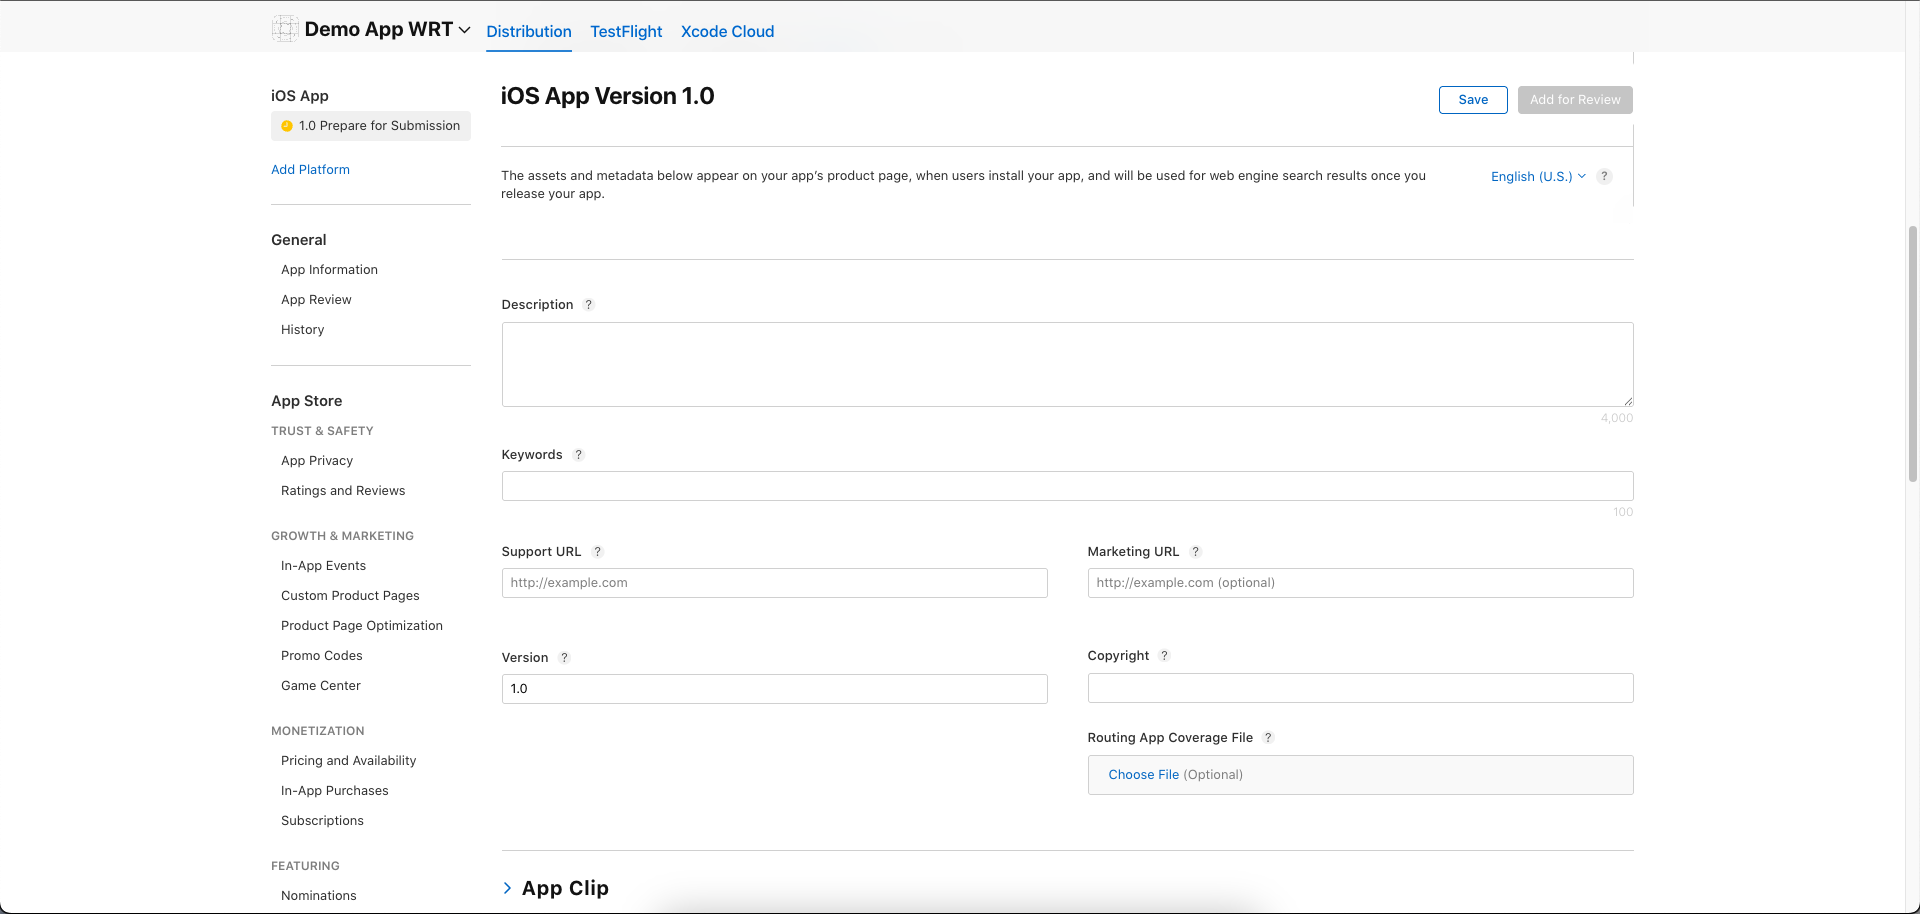 Demo App WRT
Distribution
TestFlight
Xcode Cloud
iOS App
1.0 Prepare for Submission
Add Platform
General
App Information
App Review
History
App Store
TRUST & SAFETY
App Privacy
Ratings and Reviews
GROWTH & MARKETING
In-App Events
Custom Product Pages
Product Page Optimization
Promo Codes
Game Center
MONETIZATION
Pricing and Availability
In-App Purchases
Subscriptions
FEATURING
Nominations
iOS App Version 1.0
Save
Add for Review
The assets and metadata below appear on your app's product page, when users install your app, and will be used for web engine search results once you
release your app.
English (U.S.)
?
Description ?
4,000
Keywords ?
100
Support URL ?
http://example.com
Marketing URL ?
http://example.com (optional)
Version ?
1.0
Copyright ?
Routing App Coverage File ?
Choose File (Optional)
App Clip